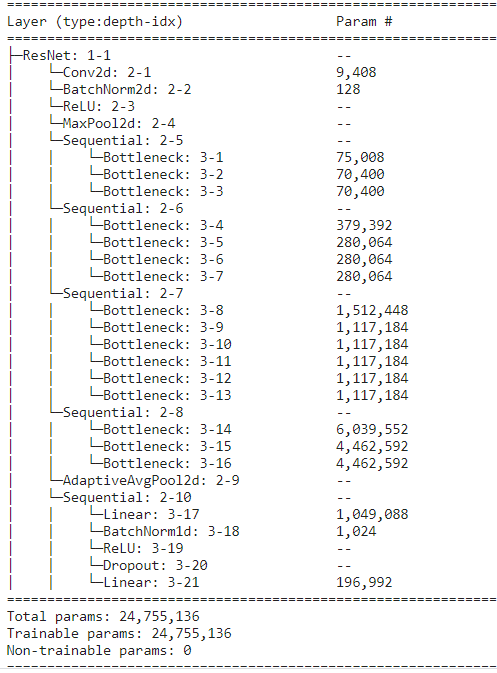 ==========================================================================================
Layer (type:depth-idx)                   Param #
==========================================================================================
├─ResNet: 1-1                            --
|    └─Conv2d: 2-1                       9,408
|    └─BatchNorm2d: 2-2                  128
|    └─ReLU: 2-3                         --
|    └─MaxPool2d: 2-4                    --
|    └─Sequential: 2-5                   --
|    |    └─Bottleneck: 3-1              75,008
|    |    └─Bottleneck: 3-2              70,400
|    |    └─Bottleneck: 3-3              70,400
|    └─Sequential: 2-6                   --
|    |    └─Bottleneck: 3-4              379,392
|    |    └─Bottleneck: 3-5              280,064
|    |    └─Bottleneck: 3-6              280,064
|    |    └─Bottleneck: 3-7              280,064
|    └─Sequential: 2-7                   --
|    |    └─Bottleneck: 3-8              1,512,448
|    |    └─Bottleneck: 3-9              1,117,184
|    |    └─Bottleneck: 3-10             1,117,184
|    |    └─Bottleneck: 3-11             1,117,184
|    |    └─Bottleneck: 3-12             1,117,184
|    |    └─Bottleneck: 3-13             1,117,184
|    └─Sequential: 2-8                   --
|    |    └─Bottleneck: 3-14             6,039,552
|    |    └─Bottleneck: 3-15             4,462,592
|    |    └─Bottleneck: 3-16             4,462,592
|    └─AdaptiveAvgPool2d: 2-9            --
|    └─Sequential: 2-10                  --
|    |    └─Linear: 3-17                 1,049,088
|    |    └─BatchNorm1d: 3-18            1,024
|    |    └─ReLU: 3-19                   --
|    |    └─Dropout: 3-20                --
|    |    └─Linear: 3-21                 196,992
==========================================================================================
Total params: 24,755,136
Trainable params: 24,755,136
Non-trainable params: 0
==========================================================================================